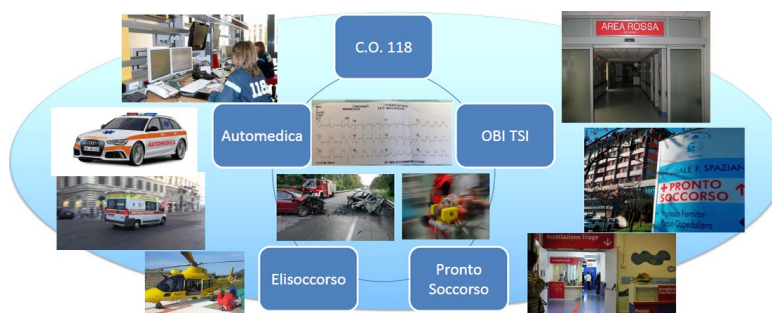 C.O. 118
AREA ROSSA
118
Automedica
OBI TSI
AUTOMEDICA
PRONTO
SOCCORSO
Accettazione Triage
Elisoccorso
Pronto
Soccorso